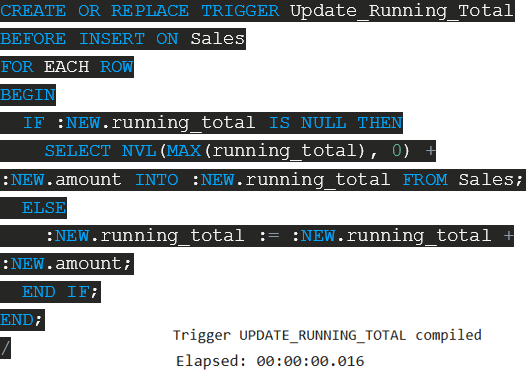 CREATE OR REPLACE TRIGGER Update_Running_Total
BEFORE INSERT ON Sales
FOR EACH ROW
BEGIN
  IF :NEW.running_total IS NULL THEN
    SELECT NVL(MAX(running_total), 0) +
:NEW.amount INTO :NEW.running_total FROM Sales;
  ELSE
    :NEW.running_total := :NEW.running_total +
:NEW.amount;
  END IF;
END;
/
Trigger UPDATE_RUNNING_TOTAL compiled
Elapsed: 00:00:00.016